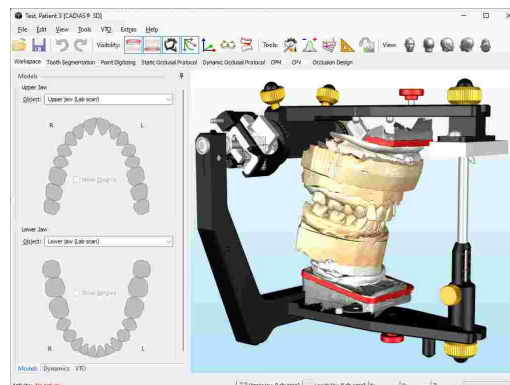 Test, Patient 3 [CADIAS® 3D]
File Edit View Tools VTO Extras Help
Visibility: Tools: View:
Workspace Tooth Segmentation Point Digitizing Static Occlusal Protocol Dynamic Occlusal Protocol CPM CPV Occlusion Design
Models
Upper Jaw
Object: Upper jaw (Lab scan)
R L
Show Gingiva
Lower Jaw
Object: Lower jaw (Lab scan)
Show Gingiva
R L
Models Dynamics VTO